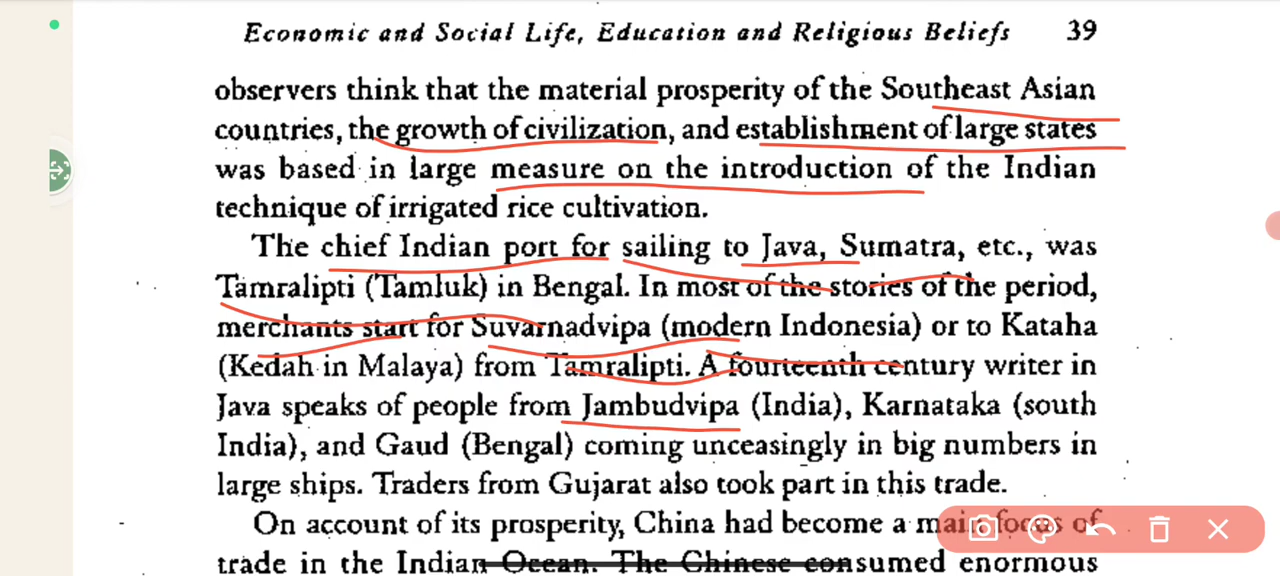 Economic and Social Life, Education and Religious Beliefs 39
observers think that the material prosperity of the Southeast Asian
countries, the growth of civilization, and establishment of large states
was based in large measure on the introduction of the Indian
technique of irrigated rice cultivation.
The chief Indian port for sailing to Java, Sumatra, etc., was
Tamralipti (Tamluk) in Bengal. In most of the stories of the period,
merchants start for Suvarnadvipa (modern Indonesia) or to Kataha
(Kedah in Malaya) from Tamralipti. A fourteenth century writer in
Java speaks of people from Jambudvipa (India), Karnataka (south
India), and Gaud (Bengal) coming unceasingly in big numbers in
large ships. Traders from Gujarat also took part in this trade.
On account of its prosperity, China had become a main focus of
trade in the Indian Ocean. The Chinese consumed enormous